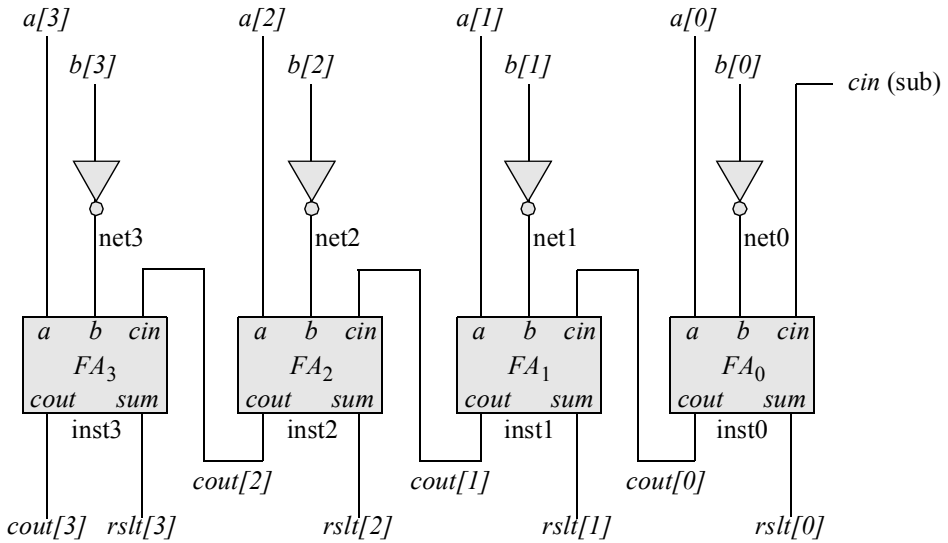 a[3] a[2] a[1] a[0]
b[3] b[2] b[1] b[0] cin (sub)
net3 net2 net1 net0
a b cin a b cin a b cin a b cin
FA3 FA2 FA1 FA0
cout sum cout sum cout sum cout sum
inst3 inst2 inst1 inst0
cout[2] cout[1] cout[0]
cout[3] rslt[3] rslt[2] rslt[1] rslt[0]